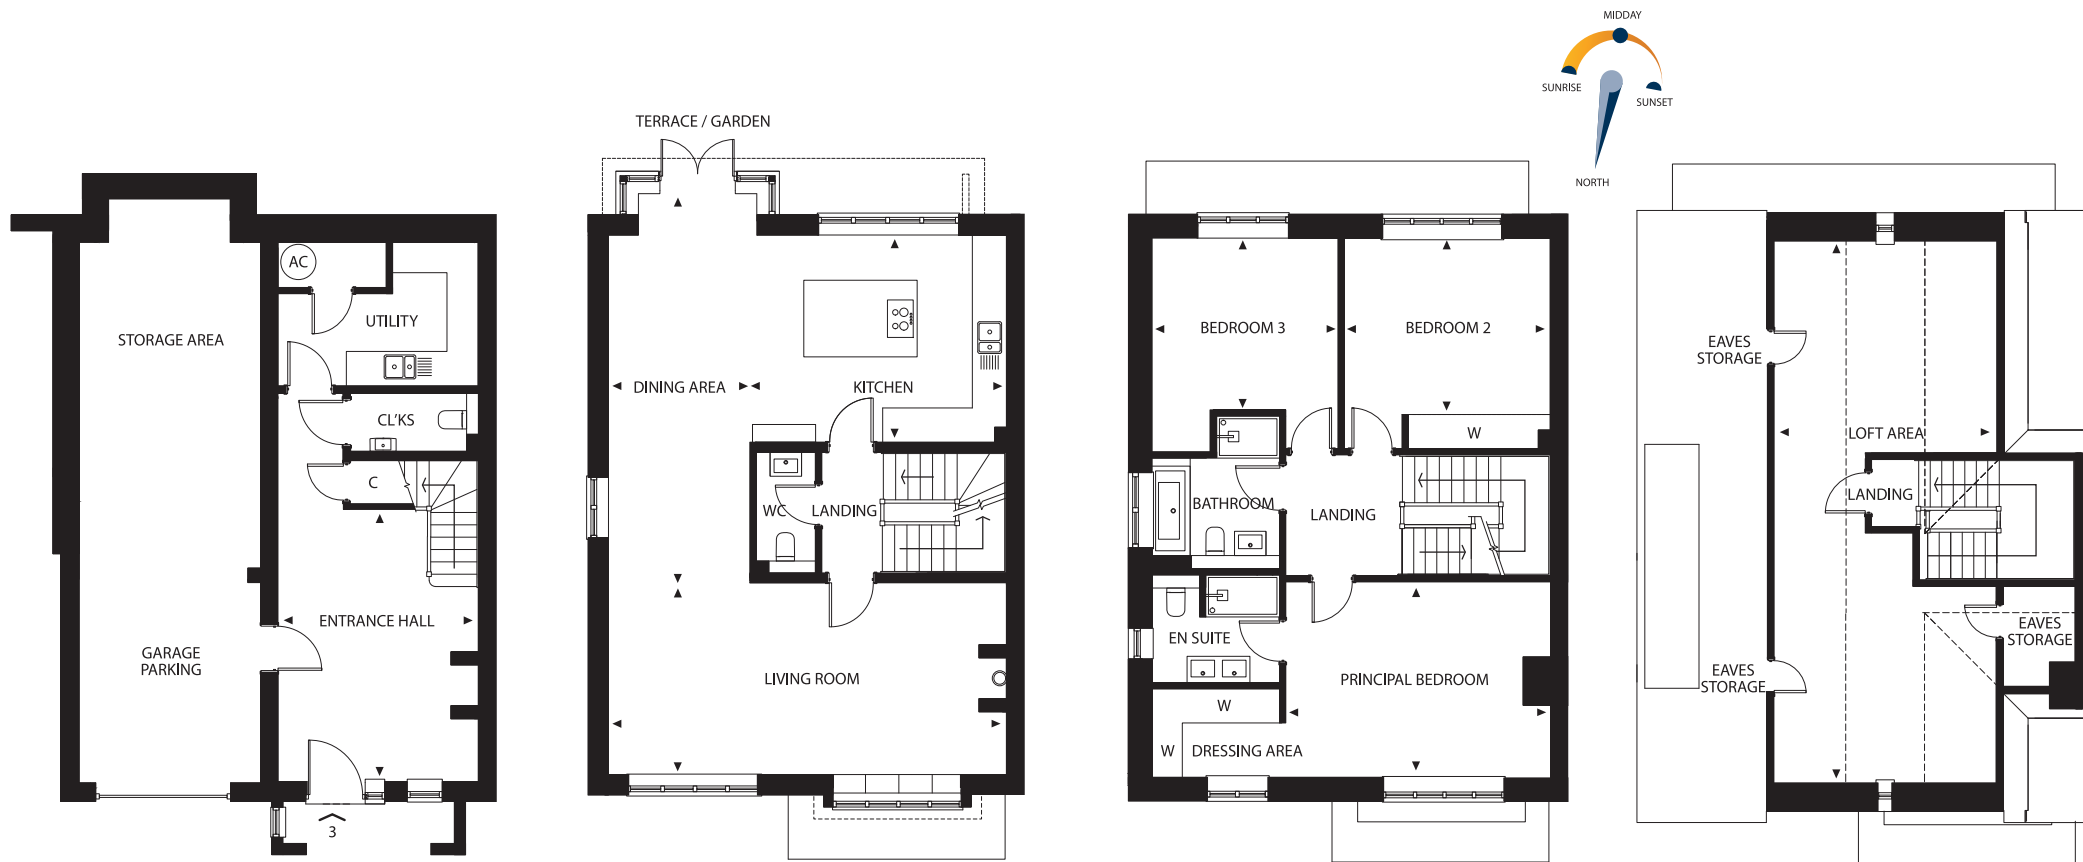 MIDDAY
SUNRISE
SUNSET
NORTH
AC
UTILITY
STORAGE AREA
CL'KS
C
ENTRANCE HALL
GARAGE
PARKING
3
TERRACE / GARDEN
DINING AREA
KITCHEN
WC
LANDING
LIVING ROOM
BEDROOM 3
BEDROOM 2
W
BATHROOM
LANDING
EN SUITE
PRINCIPAL BEDROOM
W
W
DRESSING AREA
EAVES
STORAGE
LOFT AREA
LANDING
EAVES
STORAGE
EAVES
STORAGE